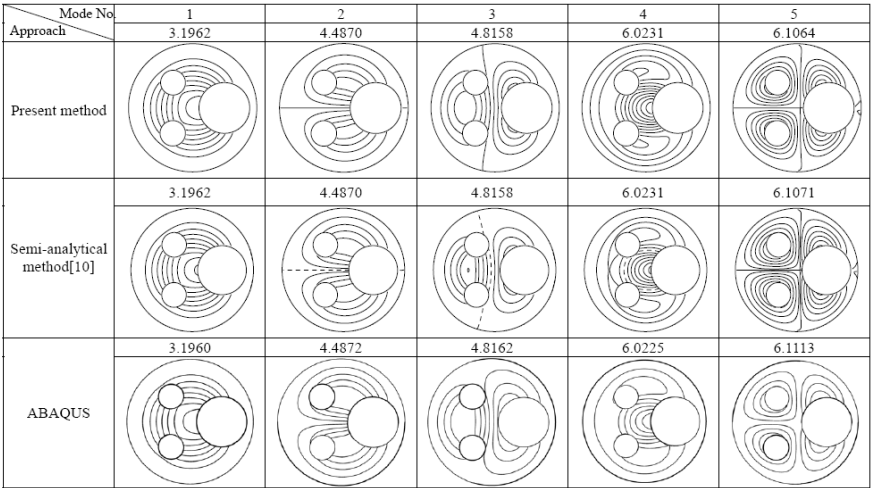 Mode No.
Approach
1 2 3 4 5
3.1962 4.4870 4.8158 6.0231 6.1064
Present method
3.1962 4.4870 4.8158 6.0231 6.1071
Semi-analytical
method[10]
3.1960 4.4872 4.8162 6.0225 6.1113
ABAQUS